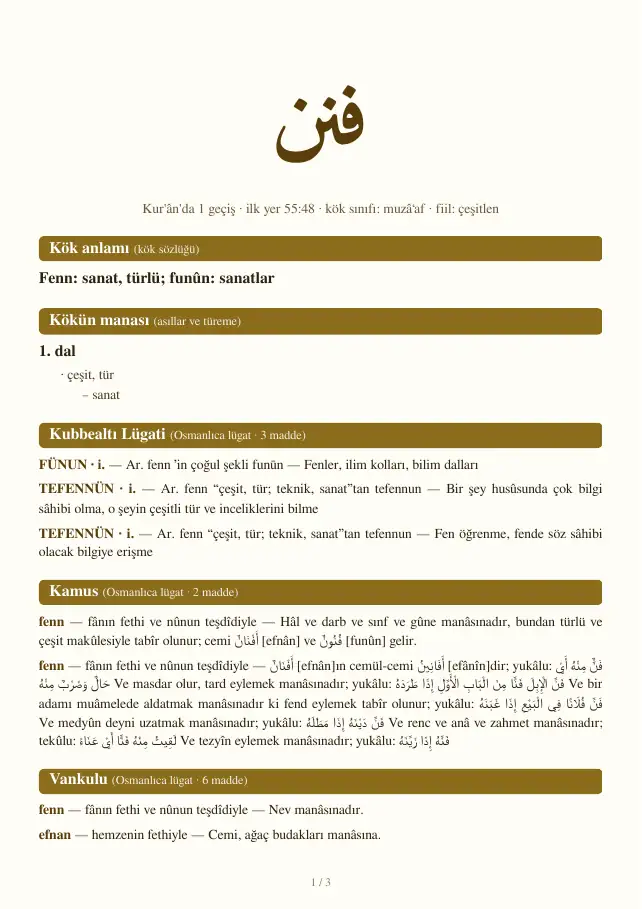 فنن
Kur'ân'da 1 geçiş · ilk yer 55:48 · kök sınıfı: muzâ'af · fiil: çeşitlen
Kök anlamı (kök sözlüğü)
Fenn: sanat, türlü; funûn: sanatlar
Kökün manası (asıllar ve türeme)
1. dal
· çeşit, tür
– sanat
Kubbealtı Lügati (Osmanlıca lügat · 3 madde)
FÜNUN · i. — Ar. fenn 'in çoğul şekli funūn — Fenler, ilim kolları, bilim dalları
TEFENNÜN · i. — Ar. fenn “çeşit, tür; teknik, sanat”tan tefennun — Bir şey husûsunda çok bilgi
sâhibi olma, o şeyin çeşitli tür ve inceliklerini bilme
TEFENNÜN · i. — Ar. fenn “çeşit, tür; teknik, sanat”tan tefennun — Fen öğrenme, fende söz sâhibi
olacak bilgiye erişme
Kamus (Osmanlıca lügat · 2 madde)
fenn — fânın fethi ve nûnun teşdîdiyle — Hâl ve darb ve sınf ve gûne manâsınadır, bundan türlü ve
çeşit makûlesiyle tabîr olunur; cemi أَفْنَانٌ [efnân] ve فُنُونٌ [funûn] gelir.
fenn — fânın fethi ve nûnun teşdîdiyle — أَفْنَانٌ [efnân]ın cemül-cemi أَفَانِينُ [efânîn]dir; yukâlu: فَنٌّ مِنْهُ أَيْ
حَالٌ وَضَرْبٌ مِنْهُ Ve masdar olur, tard eylemek manâsınadır; yukâlu: فَنَّ الْإِبِلَ فَنًّا مِنَ الْبَابِ الْأَوَّلِ إِذَا طَرَدَهُ Ve bir
adamı muâmelede aldatmak manâsınadır ki fend eylemek tabîr olunur; yukâlu: فَنَّ فُلَانًا فِي الْبَيْعِ إِذَا غَبَنَهُ
Ve medyûn deyni uzatmak manâsınadır; yukâlu: فَنَّ دَيْنَهُ إِذَا مَطَلَهُ Ve renc ve anâ ve zahmet manâsınadır;
tekûlu: لَقِيتُ مِنْهُ فَنًّا أَيْ عَنَاءً Ve tezyîn eylemek manâsınadır; yukâlu: فَنَّهُ إِذَا زَيَّنَهُ
Vankulu (Osmanlıca lügat · 6 madde)
fenn — fânın fethi ve nûnun teşdîdiyle — Nev manâsınadır.
efnan — hemzenin fethiyle — Cemi, ağaç budakları manâsına.
1 / 3